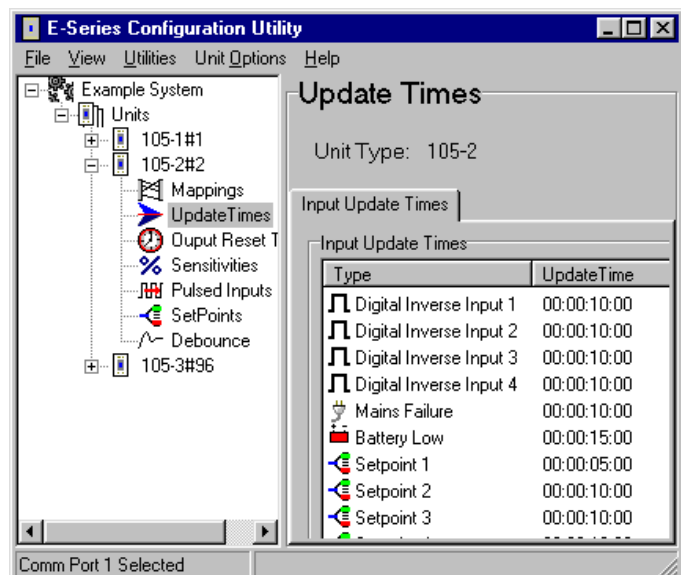 E-Series Configuration Utility
File View Utilities Unit Options Help
Example System
Units
105-1#1
105-2#2
Mappings
UpdateTimes
Ouput Reset T
Sensitivities
Pulsed Inputs
SetPoints
Debounce
105-3#96
Update Times
Unit Type: 105-2
Input Update Times
Input Update Times
Type UpdateTime
Digital Inverse Input 1 00:00:10:00
Digital Inverse Input 2 00:00:10:00
Digital Inverse Input 3 00:00:10:00
Digital Inverse Input 4 00:00:10:00
Mains Failure 00:00:10:00
Battery Low 00:00:15:00
Setpoint 1 00:00:05:00
Setpoint 2 00:00:10:00
Setpoint 3 00:00:10:00
Comm Port 1 Selected